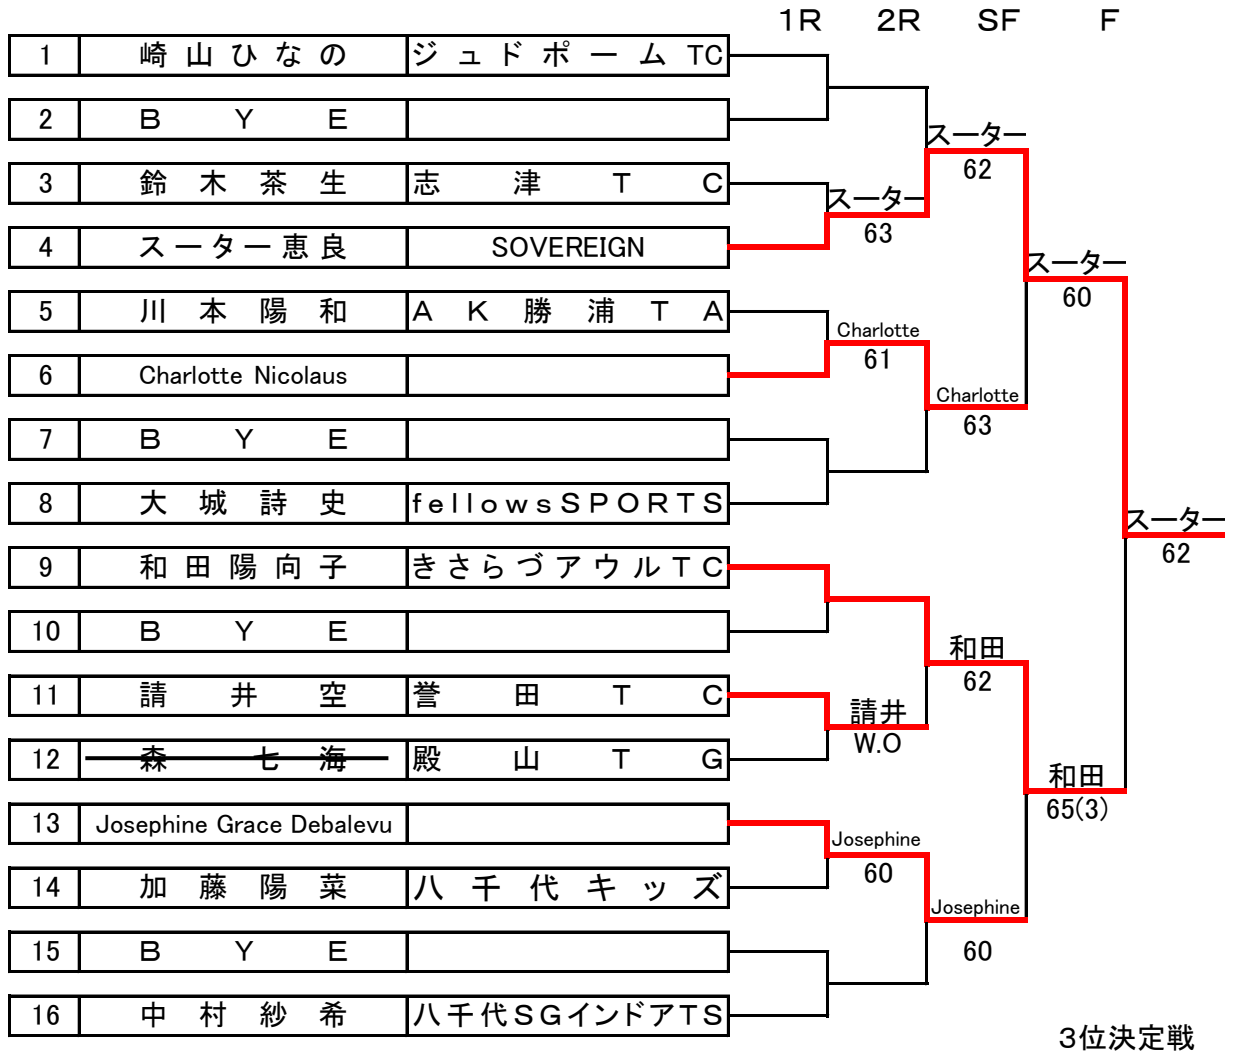 1R 2R SF F
1 崎山ひなの ジュドポームTC
2 BYE
スーター
62
3 鈴木茶生 志津TC
スーター
63
4 スーター恵良 SOVEREIGN
スーター
60
5 川本陽和 AK勝浦TA
Charlotte
61
6 Charlotte Nicolaus
Charlotte
63
7 BYE
8 大城詩史 fellowsSPORTS
スーター
62
9 和田陽向子 きさらづアウルTC
10 BYE
和田
62
11 請井空 誉田TC
請井
W.O
12 森七海 殿山TG
和田
65(3)
13 Josephine Grace Debalevu
Josephine
60
14 加藤陽菜 八千代キッズ
Josephine
60
15 BYE
16 中村紗希 八千代SGインドアTS
3位決定戦